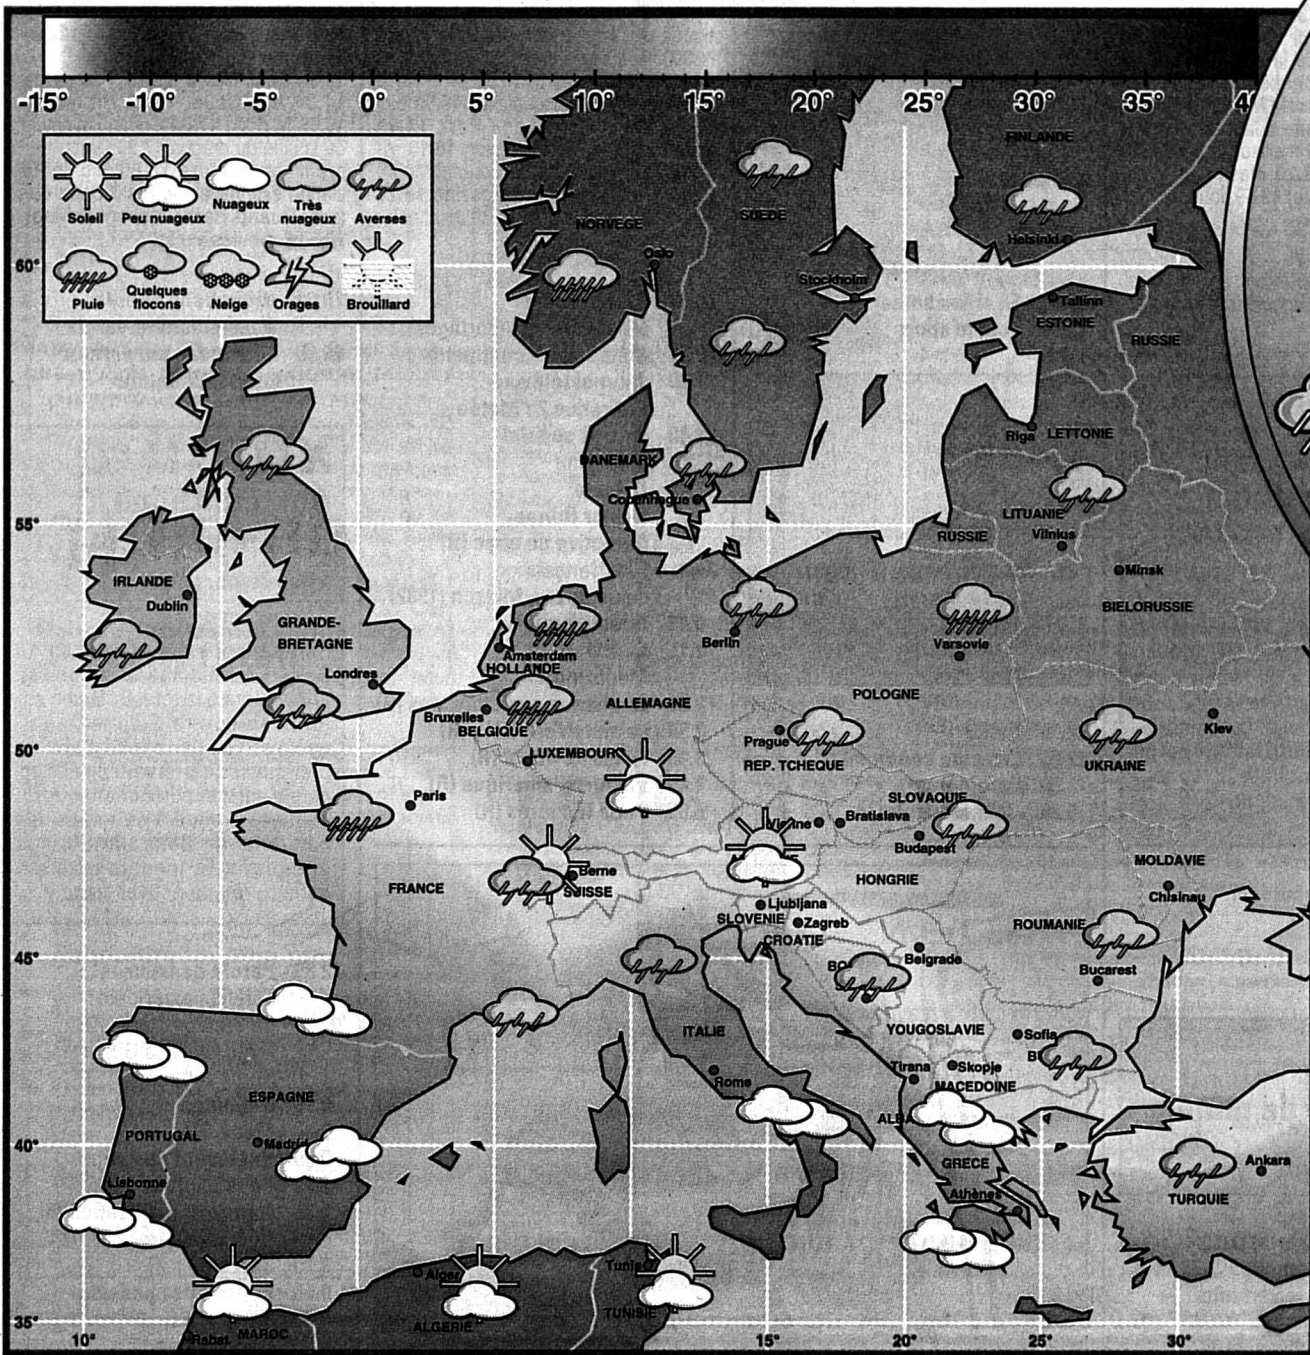 -15° -10° -5° 0° 5° 10° 15° 20° 25° 30° 35°
Soleil
Peu nuageux
Nuageux
Très
nuageux
Averses
Pluie
Quelques
flocons
Neige
Orages
Brouillard
FINLANDE
NORVEGE
SUÈDE
Helsinki
Oslo
60°
Stockholm
Tallinn
ESTONIE
RUSSIE
Riga
LETTONIE
DANEMARK
Copenhague
LITUANIE
55°
RUSSIE
Vilnius
Minsk
IRLANDE
Dublin
BIELORUSSIE
GRANDE-
BRETAGNE
Berlin
Varsovie
Amsterdam
HOLLANDE
Londres
ALLEMAGNE
POLOGNE
Bruxelles
BELGIQUE
Kiev
Prague
50°
LUXEMBOURG
REP. TCHEQUE
UKRAINE
Paris
SLOVAQUIE
Vienne
Bratislava
Budapest
MOLDAVIE
Berne
SUISSE
FRANCE
HONGRIE
Chisinau
Ljubljana
SLOVENIE
Zagreb
ROUMANIE
CROATIE
45°
Belgrade
Bucarest
ITALIE
YOUGOSLAVIE
Sofia
Tirana
Skopje
Rome
MACEDOINE
ESPAGNE
PORTUGAL
Madrid
40°
GRECE
Ankara
Lisbonne
Athènes
TURQUIE
Tunis
Alger
TUNISIE
35°
Rabat
MAROC
ALGERIE
10° 15° 20° 25° 30°